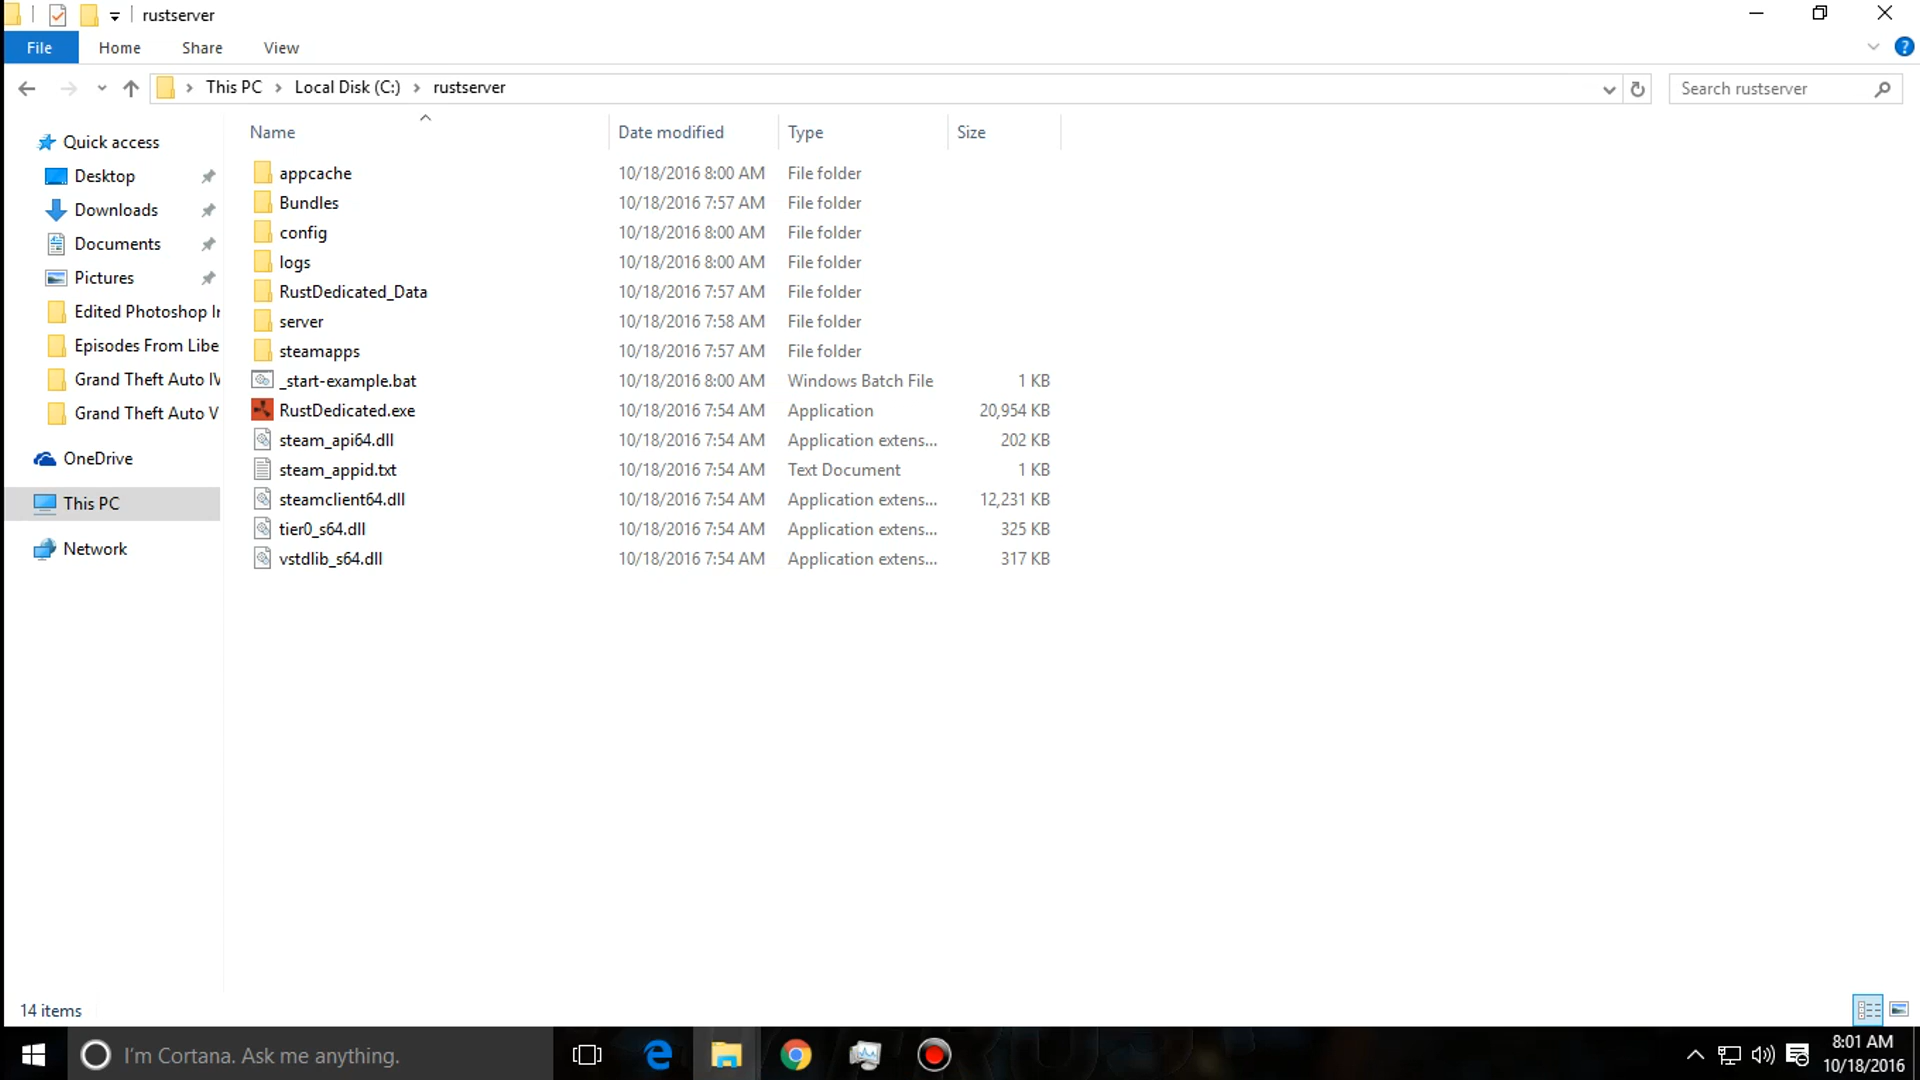 rustserver
File Home Share View
This PC Local Disk (C:) rustserver
Search rustserver
Name Date modified Type Size
Quick access
Desktop
Downloads
Documents
Pictures
Edited Photoshop Ir
Episodes From Libe
Grand Theft Auto IV
Grand Theft Auto V
OneDrive
This PC
Network
appcache 10/18/2016 8:00 AM File folder
Bundles 10/18/2016 7:57 AM File folder
config 10/18/2016 8:00 AM File folder
logs 10/18/2016 8:00 AM File folder
RustDedicated_Data 10/18/2016 7:57 AM File folder
server 10/18/2016 7:58 AM File folder
steamapps 10/18/2016 7:57 AM File folder
_start-example.bat 10/18/2016 8:00 AM Windows Batch File 1 KB
RustDedicated.exe 10/18/2016 7:54 AM Application 20,954 KB
steam_api64.dll 10/18/2016 7:54 AM Application extens... 202 KB
steam_appid.txt 10/18/2016 7:54 AM Text Document 1 KB
steamclient64.dll 10/18/2016 7:54 AM Application extens... 12,231 KB
tier0_s64.dll 10/18/2016 7:54 AM Application extens... 325 KB
vstdlib_s64.dll 10/18/2016 7:54 AM Application extens... 317 KB
14 items
I'm Cortana. Ask me anything.
8:01 AM
10/18/2016